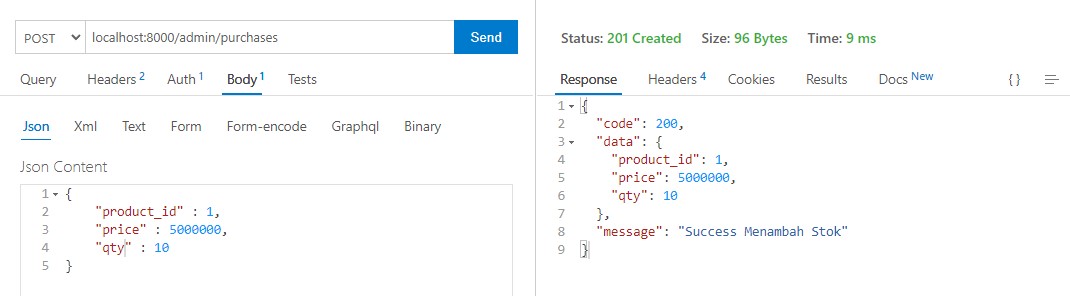 POST localhost:8000/admin/purchases Send
Query Headers 2 Auth 1 Body 1 Tests
Json Xml Text Form Form-encode Graphql Binary
Json Content
1 {
2 "product_id" : 1,
3 "price" : 5000000,
4 "qty" : 10
5 }
Status: 201 Created Size: 96 Bytes Time: 9 ms
Response Headers 4 Cookies Results Docs New {}
1 {
2 "code": 200,
3 "data": {
4 "product_id": 1,
5 "price": 5000000,
6 "qty": 10
7 },
8 "message": "Success Menambah Stok"
9 }